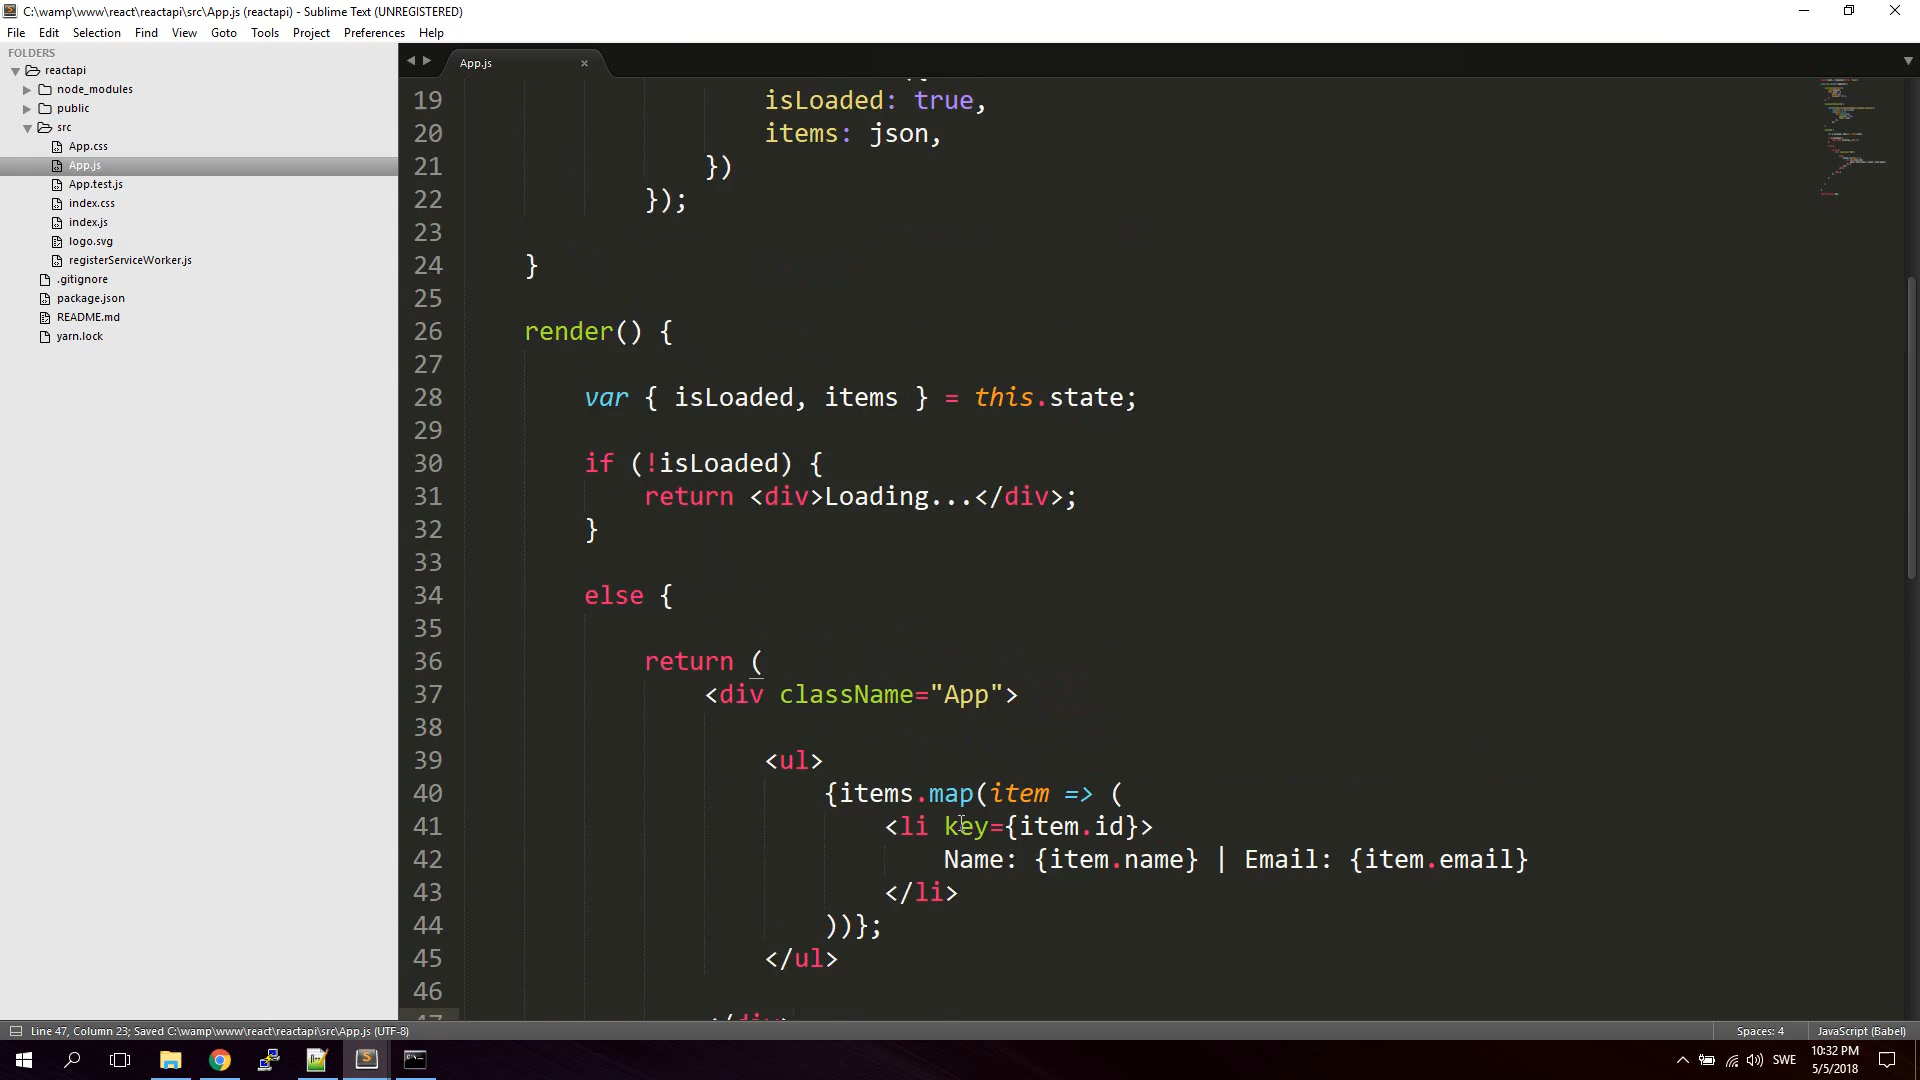 C:\wamp\www\react\reactapi\src\App.js (reactapi) - Sublime Text (UNREGISTERED)
File Edit Selection Find View Goto Tools Project Preferences Help
FOLDERS
reactapi
node_modules
public
src
App.css
App.js
App.test.js
index.css
index.js
logo.svg
registerServiceWorker.js
.gitignore
package.json
README.md
yarn.lock
App.js
19 isLoaded: true,
20 items: json,
21 })
22 });
23
24 }
25
26 render() {
27
28 var { isLoaded, items } = this.state;
29
30 if (!isLoaded) {
31 return <div>Loading...</div>;
32 }
33
34 else {
35
36 return (
37 <div className="App">
38
39 <ul>
40 {items.map(item => (
41 <li key={item.id}>
42 Name: {item.name} | Email: {item.email}
43 </li>
44 ))};
45 </ul>
46
Line 47, Column 23; Saved C:\wamp\www\react\reactapi\src\App.js (UTF-8) Spaces: 4 JavaScript (Babel)
SWE 10:32 PM
5/5/2018